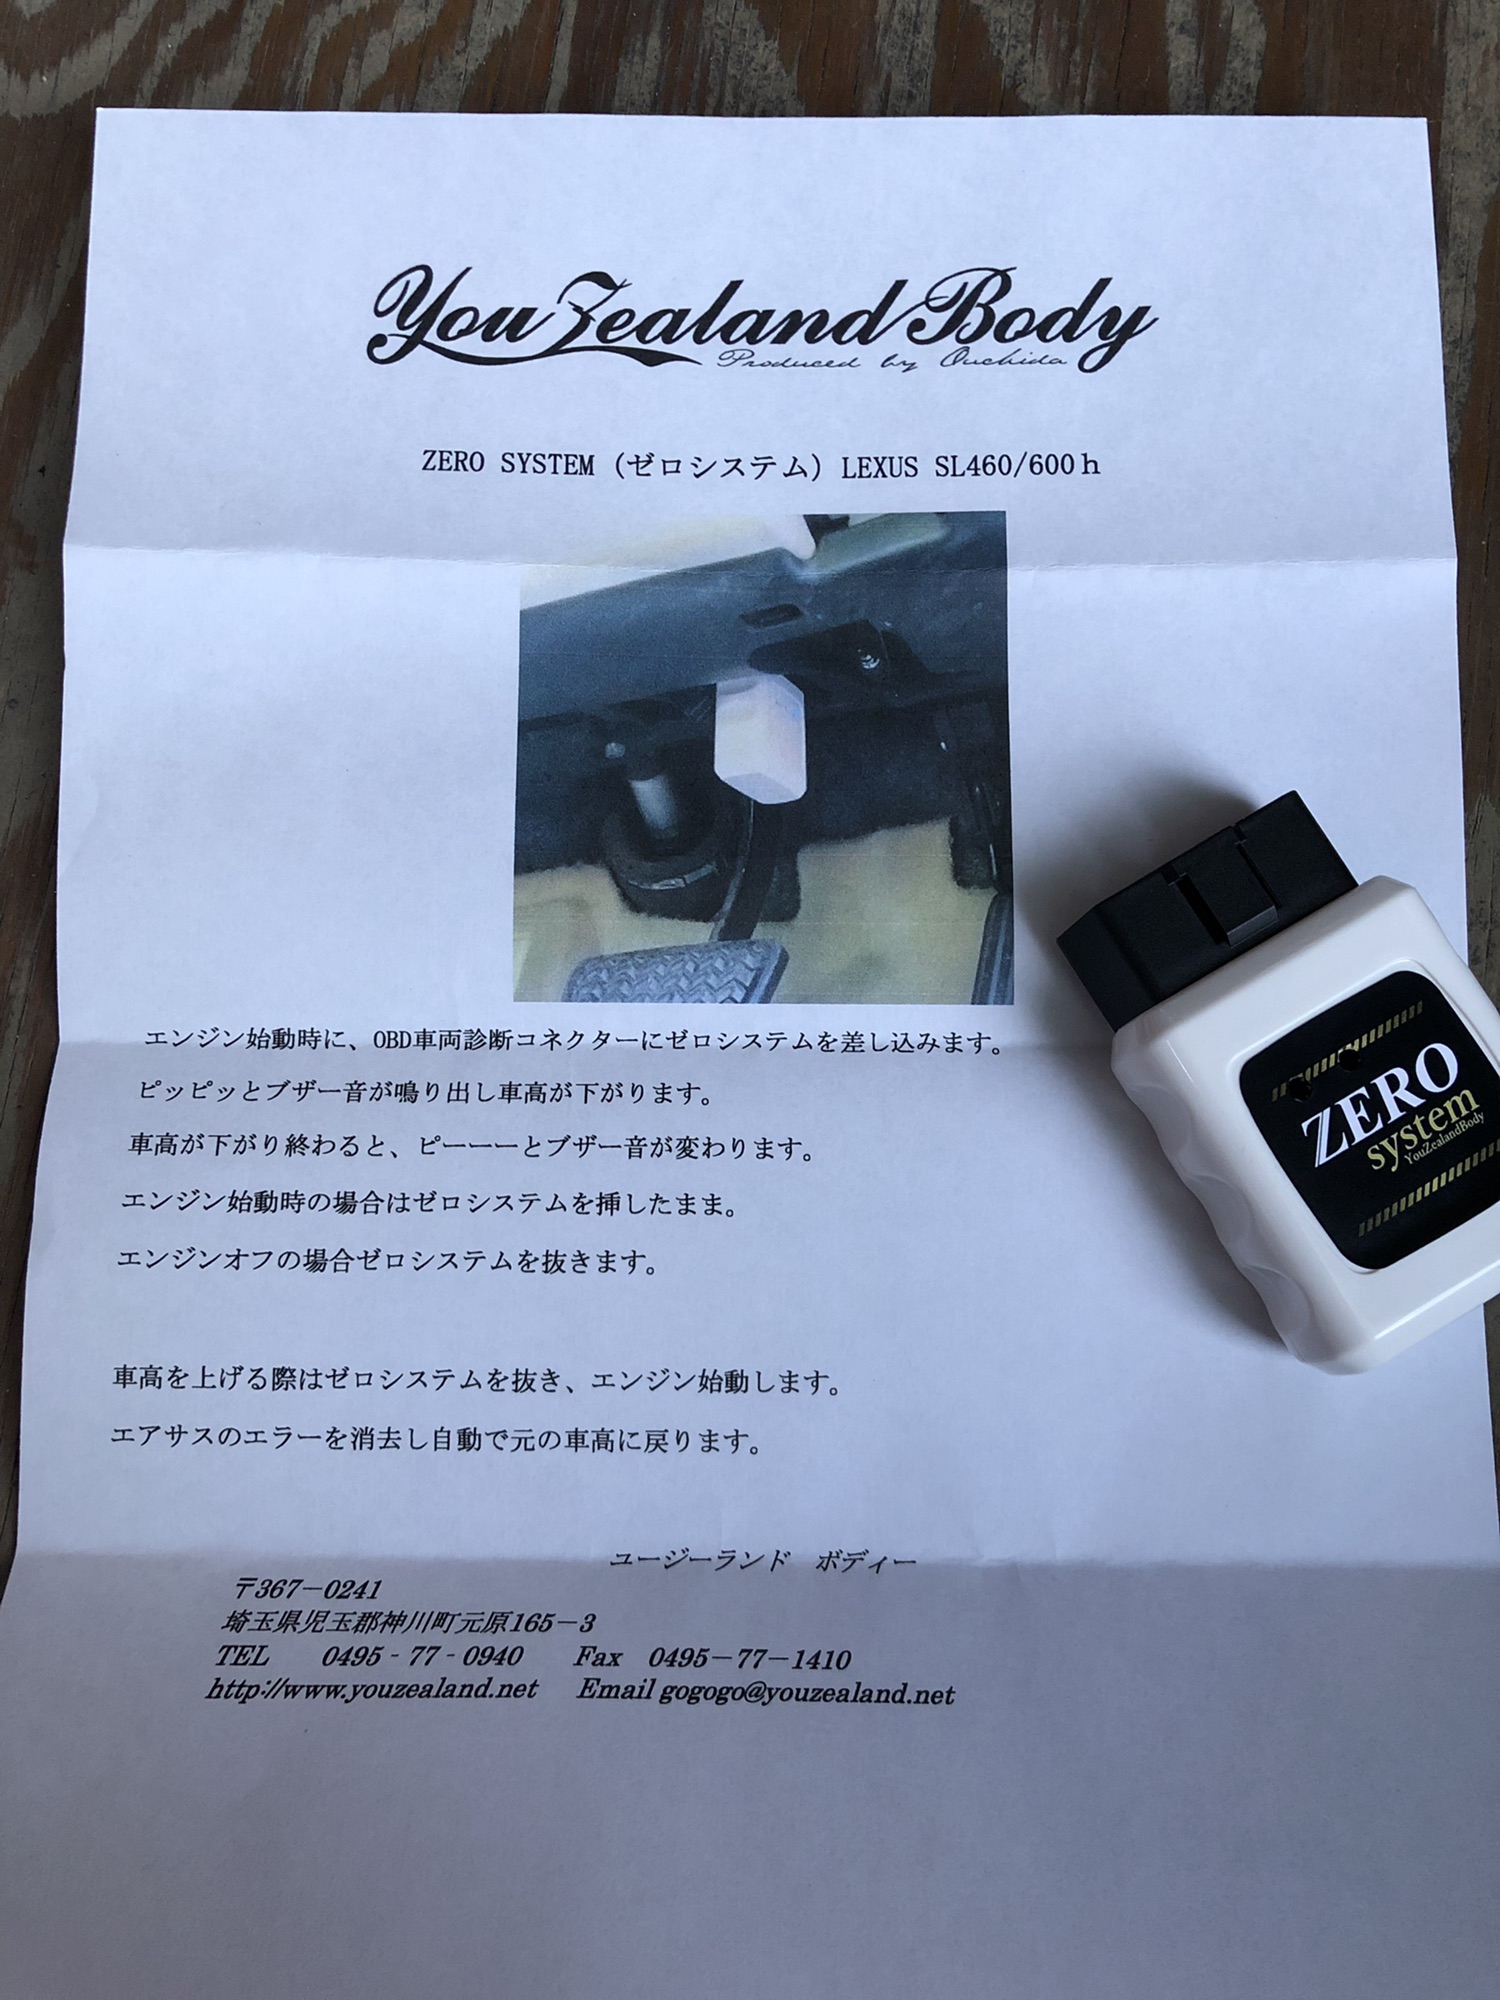 You Zealand Body
Produced by Ouchida
ZERO SYSTEM (ゼロシステム) LEXUS SL460/600ｈ
エンジン始動時に、OBD車両診断コネクターにゼロシステムを差し込みます。
ピッピッとブザー音が鳴り出し車高が下がります。
車高が下がり終わると、ピーーーとブザー音が変わります。
エンジン始動時の場合はゼロシステムを挿したまま。
エンジンオフの場合ゼロシステムを抜きます。
車高を上げる際はゼロシステムを抜き、エンジン始動します。
エアサスのエラーを消去し自動で元の車高に戻ります。
ユージーランド　ボディー
〒367－0241
埼玉県児玉郡神川町元原165－3
TEL　0495‐77‐0940　Fax　0495－77－1410
http://www.youzealand.net　Email gogogo@youzealand.net
ZERO
system
YouZealandBody